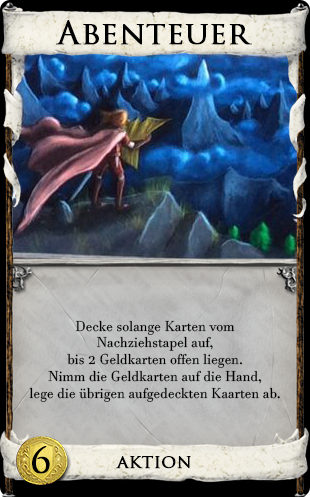 ABENTEUER
Decke solange Karten vom
Nachziehstapel auf,
bis 2 Geldkarten offen liegen.
Nimm die Geldkarten auf die Hand,
lege die übrigen aufgedeckten Kaarten ab.
6
AKTION